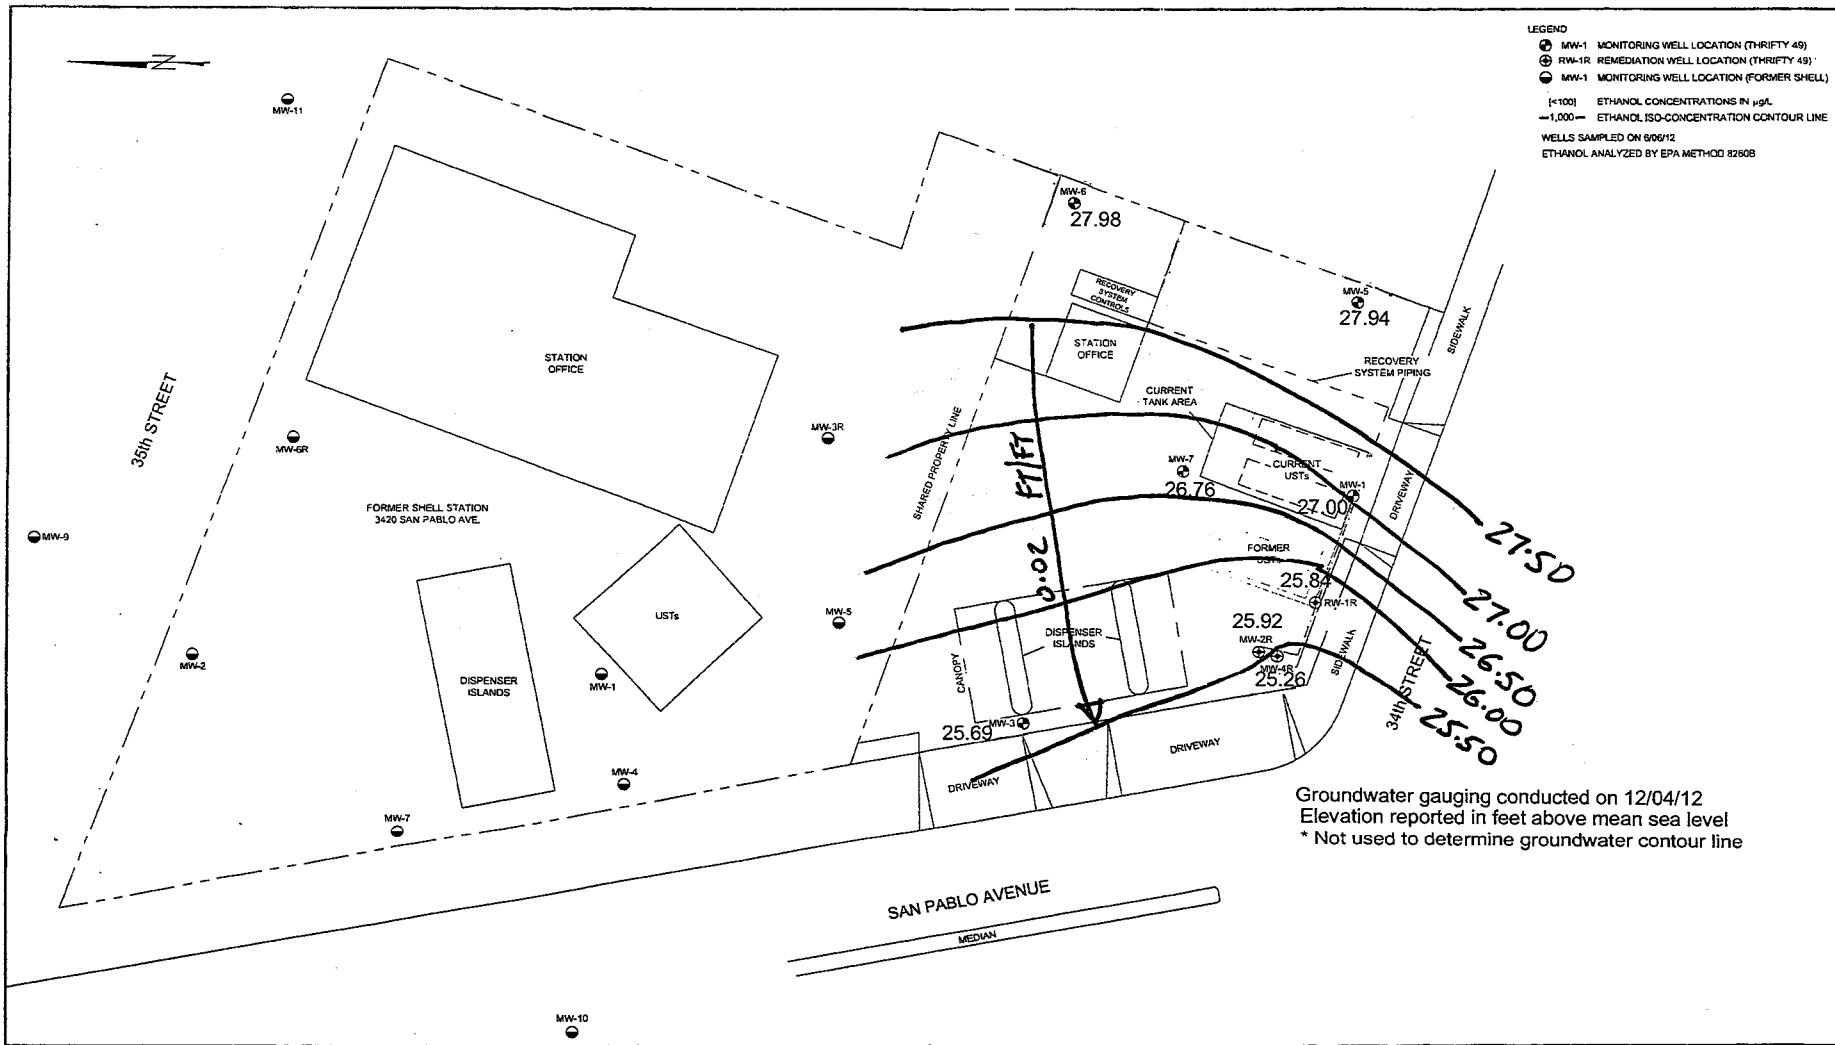 LEGEND
MW-1 MONITORING WELL LOCATION (THRIFTY 49)
RW-1R REMEDIATION WELL LOCATION (THRIFTY 49)
MW-1 MONITORING WELL LOCATION (FORMER SHELL)
[<100] ETHANOL CONCENTRATIONS IN µg/L
—1,000— ETHANOL ISO-CONCENTRATION CONTOUR LINE
WELLS SAMPLED ON 6/06/12
ETHANOL ANALYZED BY EPA METHOD 8260B
N
MW-11
MW-6
27.98
MW-5
27.94
RECOVERY
SYSTEM
CONTROLS
STATION
OFFICE
SIDEWALK
RECOVERY
SYSTEM PIPING
STATION
OFFICE
CURRENT
TANK AREA
35th STREET
MW-6R
MW-3R
SHARED PROPERTY LINE
FT/FT
0.02
MW-7
26.76
CURRENT
USTs
MW-1
27.00
DRIVEWAY
27.50
FORMER SHELL STATION
3420 SAN PABLO AVE.
MW-9
FORMER
USTs
25.84
RW-1R
27.00
USTs
MW-5
25.92
DISPENSER
ISLANDS
MW-2R
MW-4R
25.26
SIDEWALK
26.50
34th STREET
26.00
25.50
MW-2
DISPENSER
ISLANDS
MW-1
CANOPY
25.69
MW-3
DRIVEWAY
DRIVEWAY
MW-4
MW-7
Groundwater gauging conducted on 12/04/12
Elevation reported in feet above mean sea level
* Not used to determine groundwater contour line
SAN PABLO AVENUE
MEDIAN
MW-10